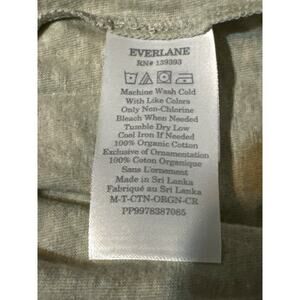 EVERLANE
RN# 139393
Machine Wash Cold
With Like Colors
Only Non-Chlorine
Bleach When Needed
Tumble Dry Low
Cool Iron If Needed
100% Organic Cotton
Exclusive of Ornamentation
100% Coton Organique
Sans L'ornement
Made in Sri Lanka
Fabriqué au Sri Lanka
M-T-CTN-ORGN-CR
PP9978387085